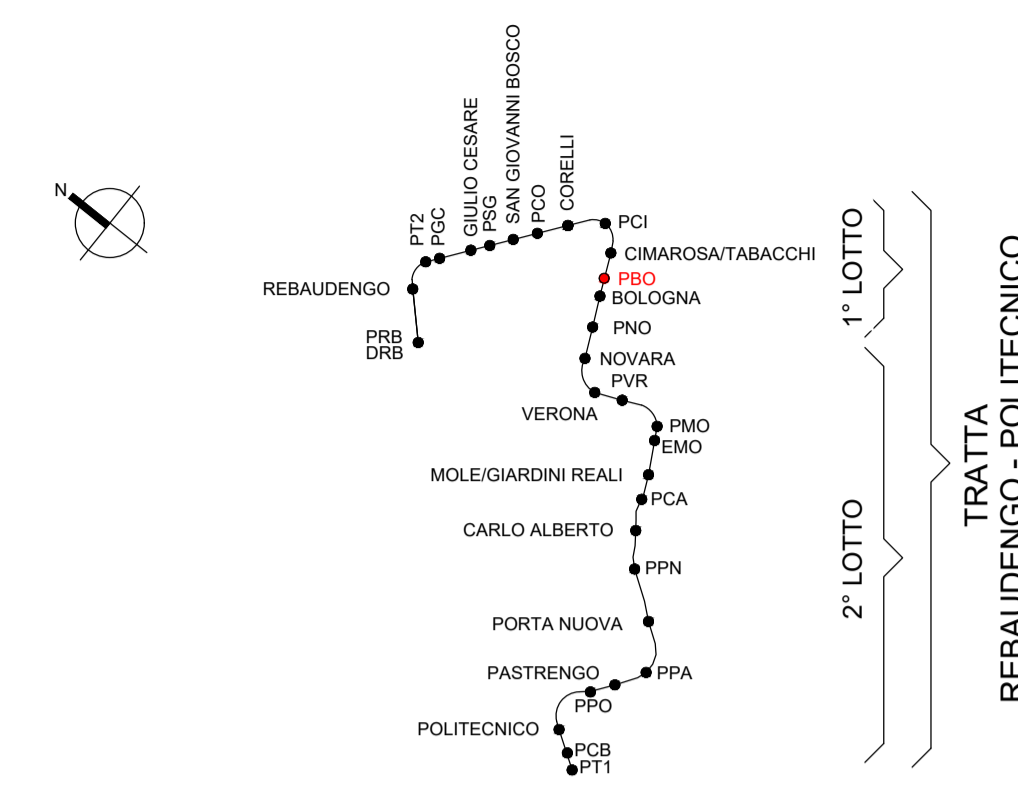 N
PT2
PGC
GIULIO CESARE
PSG
SAN GIOVANNI BOSCO
PCO
CORELLI
PCI
CIMAROSA/TABACCHI
REBAUDENGO
PBO
BOLOGNA
PRB
DRB
PNO
NOVARA
PVR
VERONA
PMO
EMO
MOLE/GIARDINI REALI
PCA
CARLO ALBERTO
PPN
PORTA NUOVA
PASTRENGO
PPA
PPO
POLITECNICO
PCB
PT1
1° LOTTO
2° LOTTO
TRATTA
REBAUDENGO - POLITECNICO